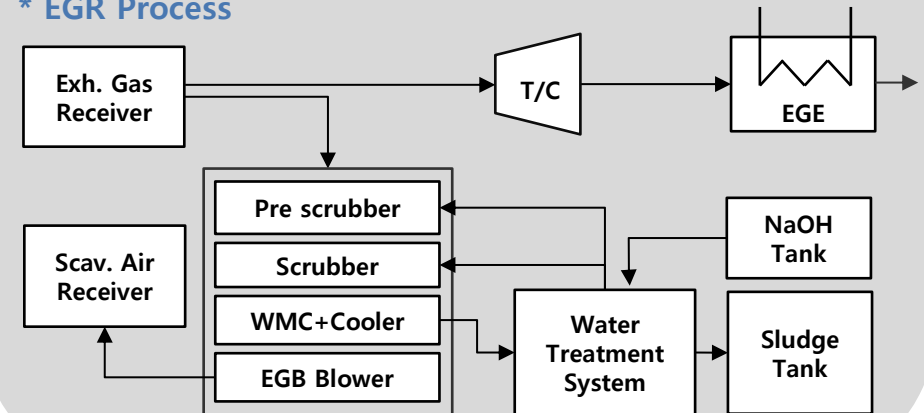 * EGR Process
Exh. Gas
Receiver
T/C
EGE
Pre scrubber
Scrubber
WMC+Cooler
EGB Blower
Scav. Air
Receiver
NaOH
Tank
Water
Treatment
System
Sludge
Tank